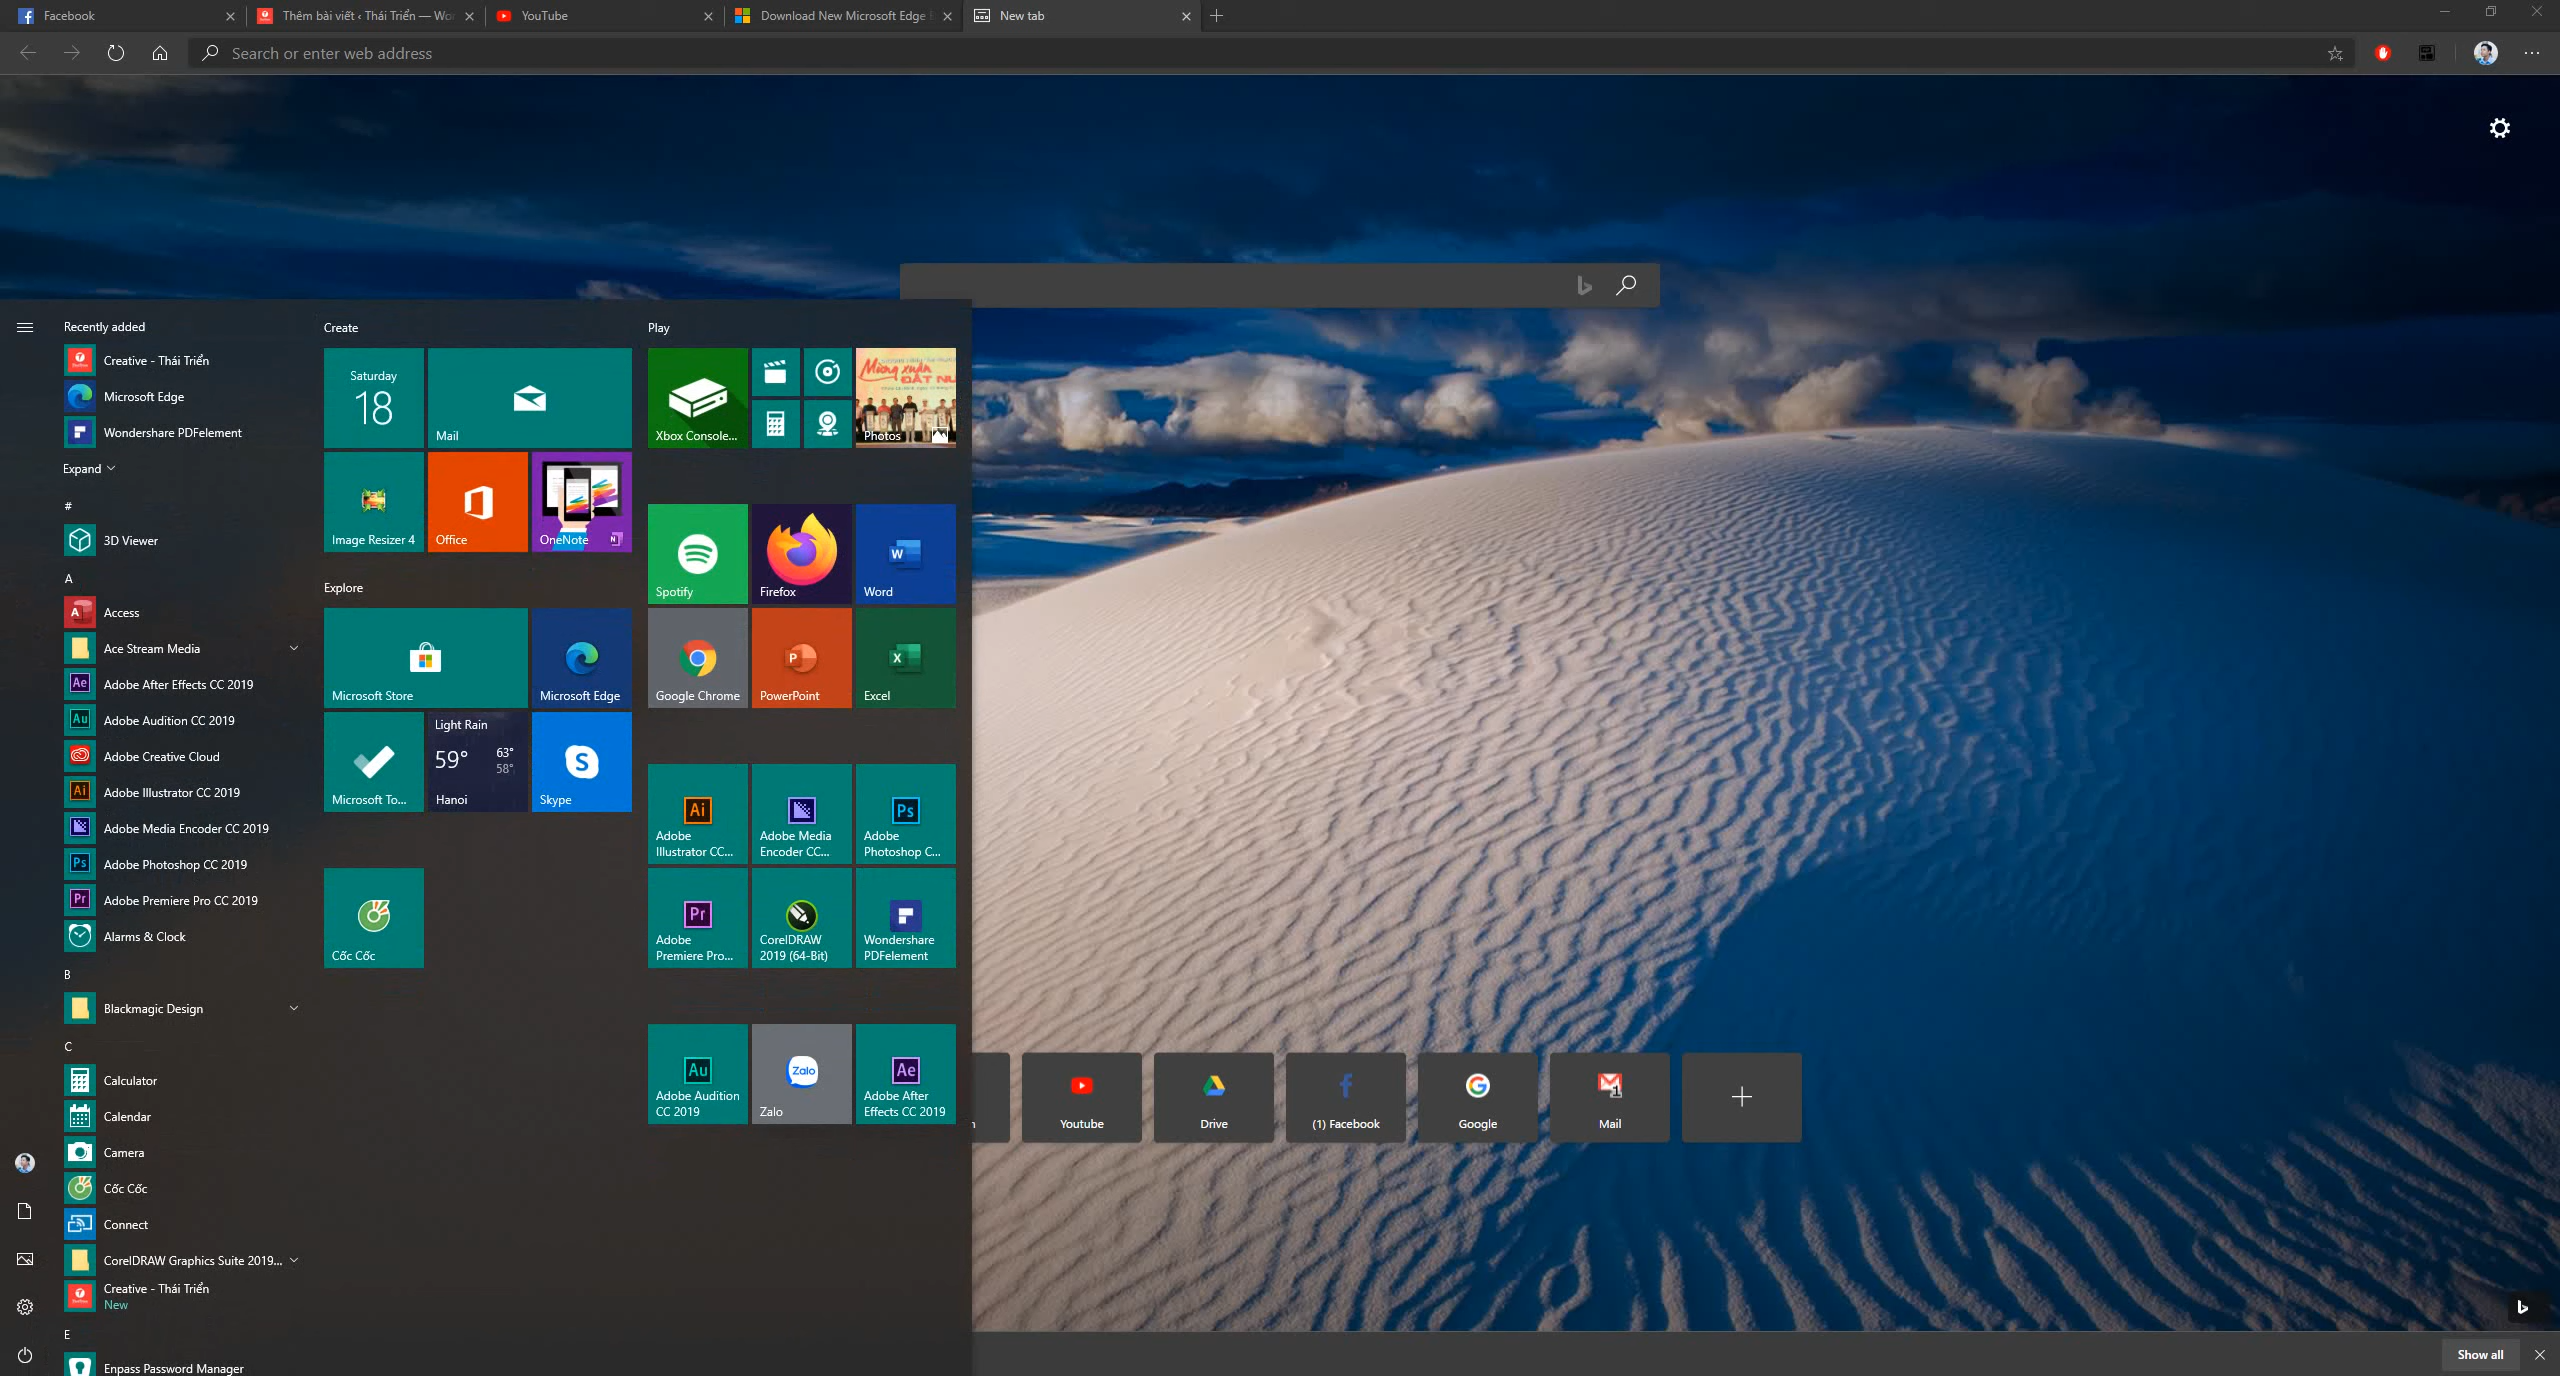 Facebook
Thêm bài viết ‹ Thái Triển — Wor
YouTube
Download New Microsoft Edge
New tab
Search or enter web address
Recently added
Creative - Thái Triển
Microsoft Edge
Wondershare PDFelement
Expand
#
3D Viewer
A
Access
Ace Stream Media
Adobe After Effects CC 2019
Adobe Audition CC 2019
Adobe Creative Cloud
Adobe Illustrator CC 2019
Adobe Media Encoder CC 2019
Adobe Photoshop CC 2019
Adobe Premiere Pro CC 2019
Alarms & Clock
B
Blackmagic Design
C
Calculator
Calendar
Camera
Cốc Cốc
Connect
CorelDRAW Graphics Suite 2019...
Creative - Thái Triển
New
E
Enpass Password Manager
Create
Saturday
18
Mail
Image Resizer 4
Office
OneNote
Explore
Microsoft Store
Microsoft Edge
Microsoft To...
Light Rain
59°
63°
58°
Hanoi
Skype
Cốc Cốc
Play
Xbox Console...
Mừng xuân
ĐẤT NƯ
Photos
Spotify
Firefox
Word
Google Chrome
PowerPoint
Excel
Adobe
Illustrator CC...
Adobe Media
Encoder CC...
Adobe
Photoshop C...
Adobe
Premiere Pro...
CorelDRAW
2019 (64-Bit)
Wondershare
PDFelement
Adobe Audition
CC 2019
Zalo
Zalo
Adobe After
Effects CC 2019
Youtube
Drive
(1) Facebook
Google
Mail
Show all